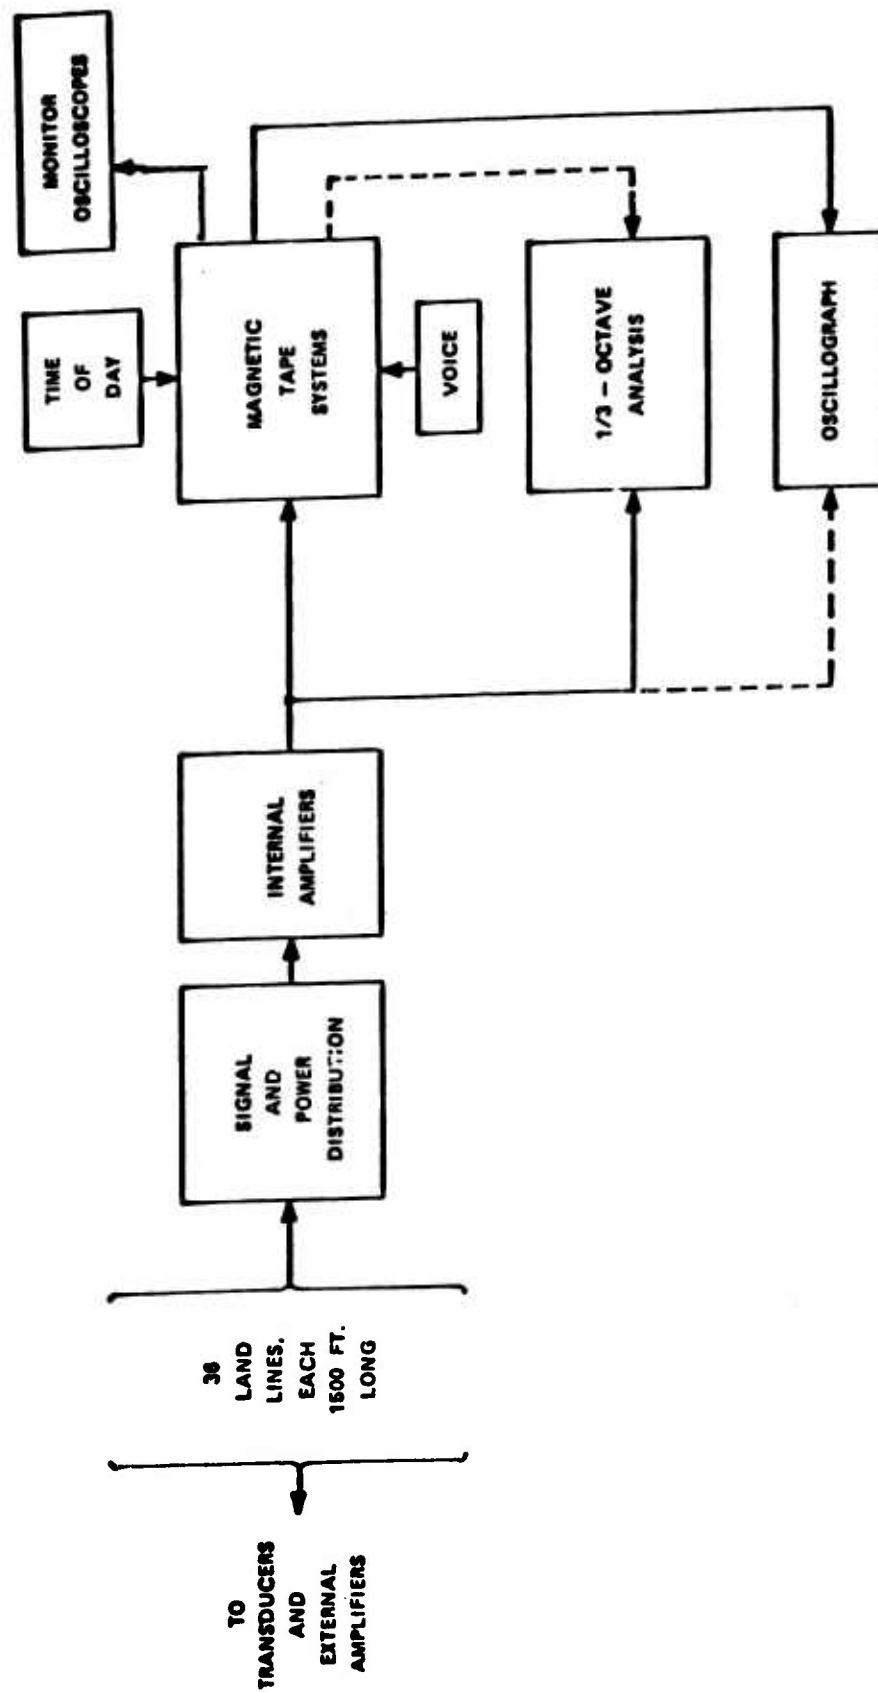 TO
TRANSDUCERS
AND
EXTERNAL
AMPLIFIERS
36
LAND
LINES,
EACH
1500 FT.
LONG
SIGNAL
AND
POWER
DISTRIBUTION
INTERNAL
AMPLIFIERS
TIME
OF
DAY
MONITOR
OSCILLOSCOPES
MAGNETIC
TAPE
SYSTEMS
VOICE
1/3 - OCTAVE
ANALYSIS
OSCILLOGRAPH